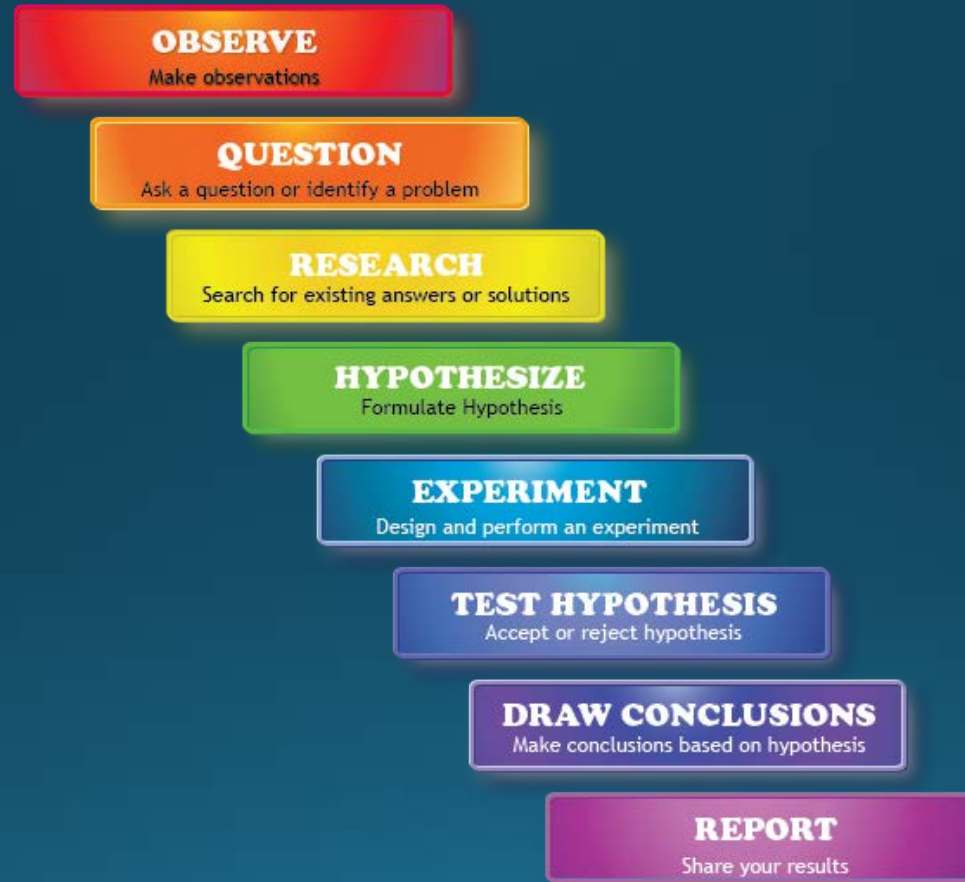 OBSERVE
Make observations
QUESTION
Ask a question or identify a problem
RESEARCH
Search for existing answers or solutions
HYPOTHESIZE
Formulate Hypothesis
EXPERIMENT
Design and perform an experiment
TEST HYPOTHESIS
Accept or reject hypothesis
DRAW CONCLUSIONS
Make conclusions based on hypothesis
REPORT
Share your results